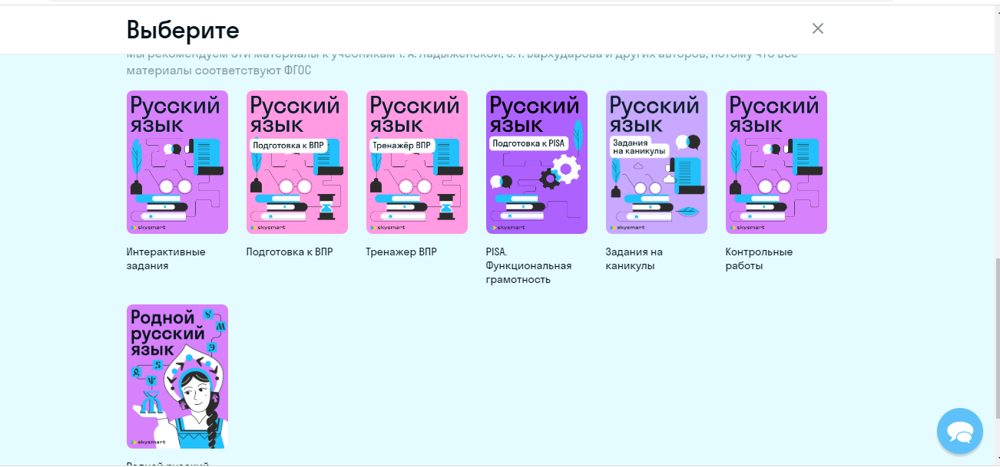 Выберите
Мы рекомендуем эти материалы к учебникам Т. А. Ладыженской, С. Г. Бархударова и других авторов, потому что все
материалы соответствуют ФГОС
Русский
язык
skysmart
Интерактивные
задания
Русский
язык
Подготовка к ВПР
skysmart
Подготовка к ВПР
Русский
язык
Тренажёр ВПР
skysmart
Тренажер ВПР
Русский
язык
Подготовка к PISA
skysmart
PISA.
Функциональная
грамотность
Русский
язык
Задания
на каникулы
skysmart
Задания на
каникулы
Русский
язык
skysmart
Контрольные
работы
Родной
русский
язык
skysmart
Родной русский